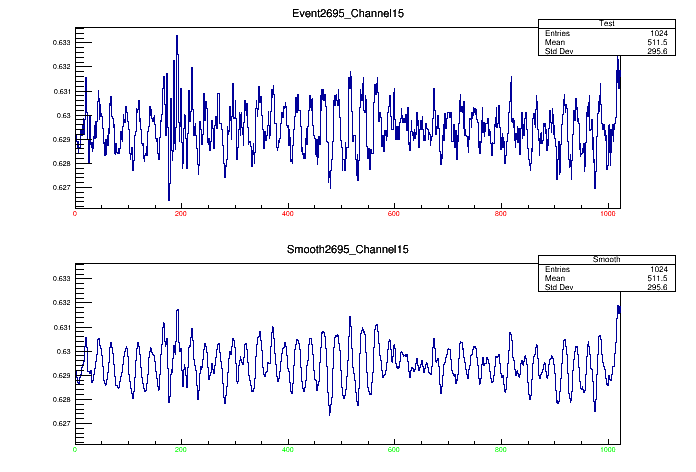 Event2695_Channel15
Test
Entries 1024
Mean 511.5
Std Dev 295.6
0.633
0.632
0.631
0.63
0.629
0.628
0.627
0 200 400 600 800 1000
Smooth2695_Channel15
Smooth
Entries 1024
Mean 511.5
Std Dev 295.6
0.633
0.632
0.631
0.63
0.629
0.628
0.627
0 200 400 600 800 1000